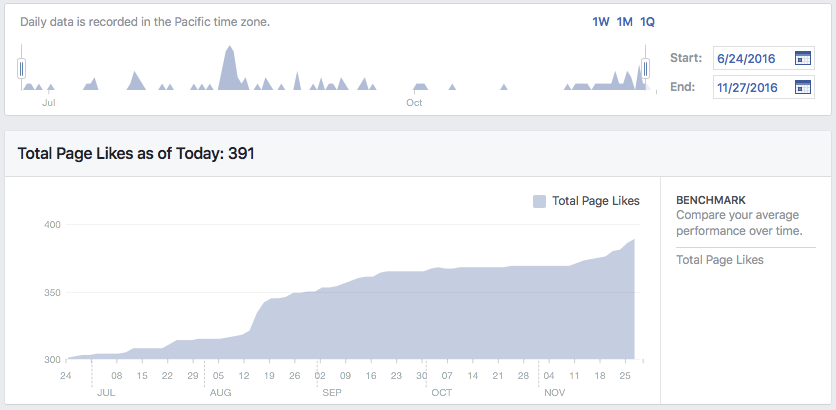 Daily data is recorded in the Pacific time zone.
1W 1M 1Q
Start: 6/24/2016
End: 11/27/2016
Jul Oct
Total Page Likes as of Today: 391
Total Page Likes
BENCHMARK
Compare your average
performance over time.
Total Page Likes
400
350
300
24 08 15 22 29 05 12 19 26 02 09 16 23 30 07 14 21 28 04 11 18 25
JUL AUG SEP OCT NOV